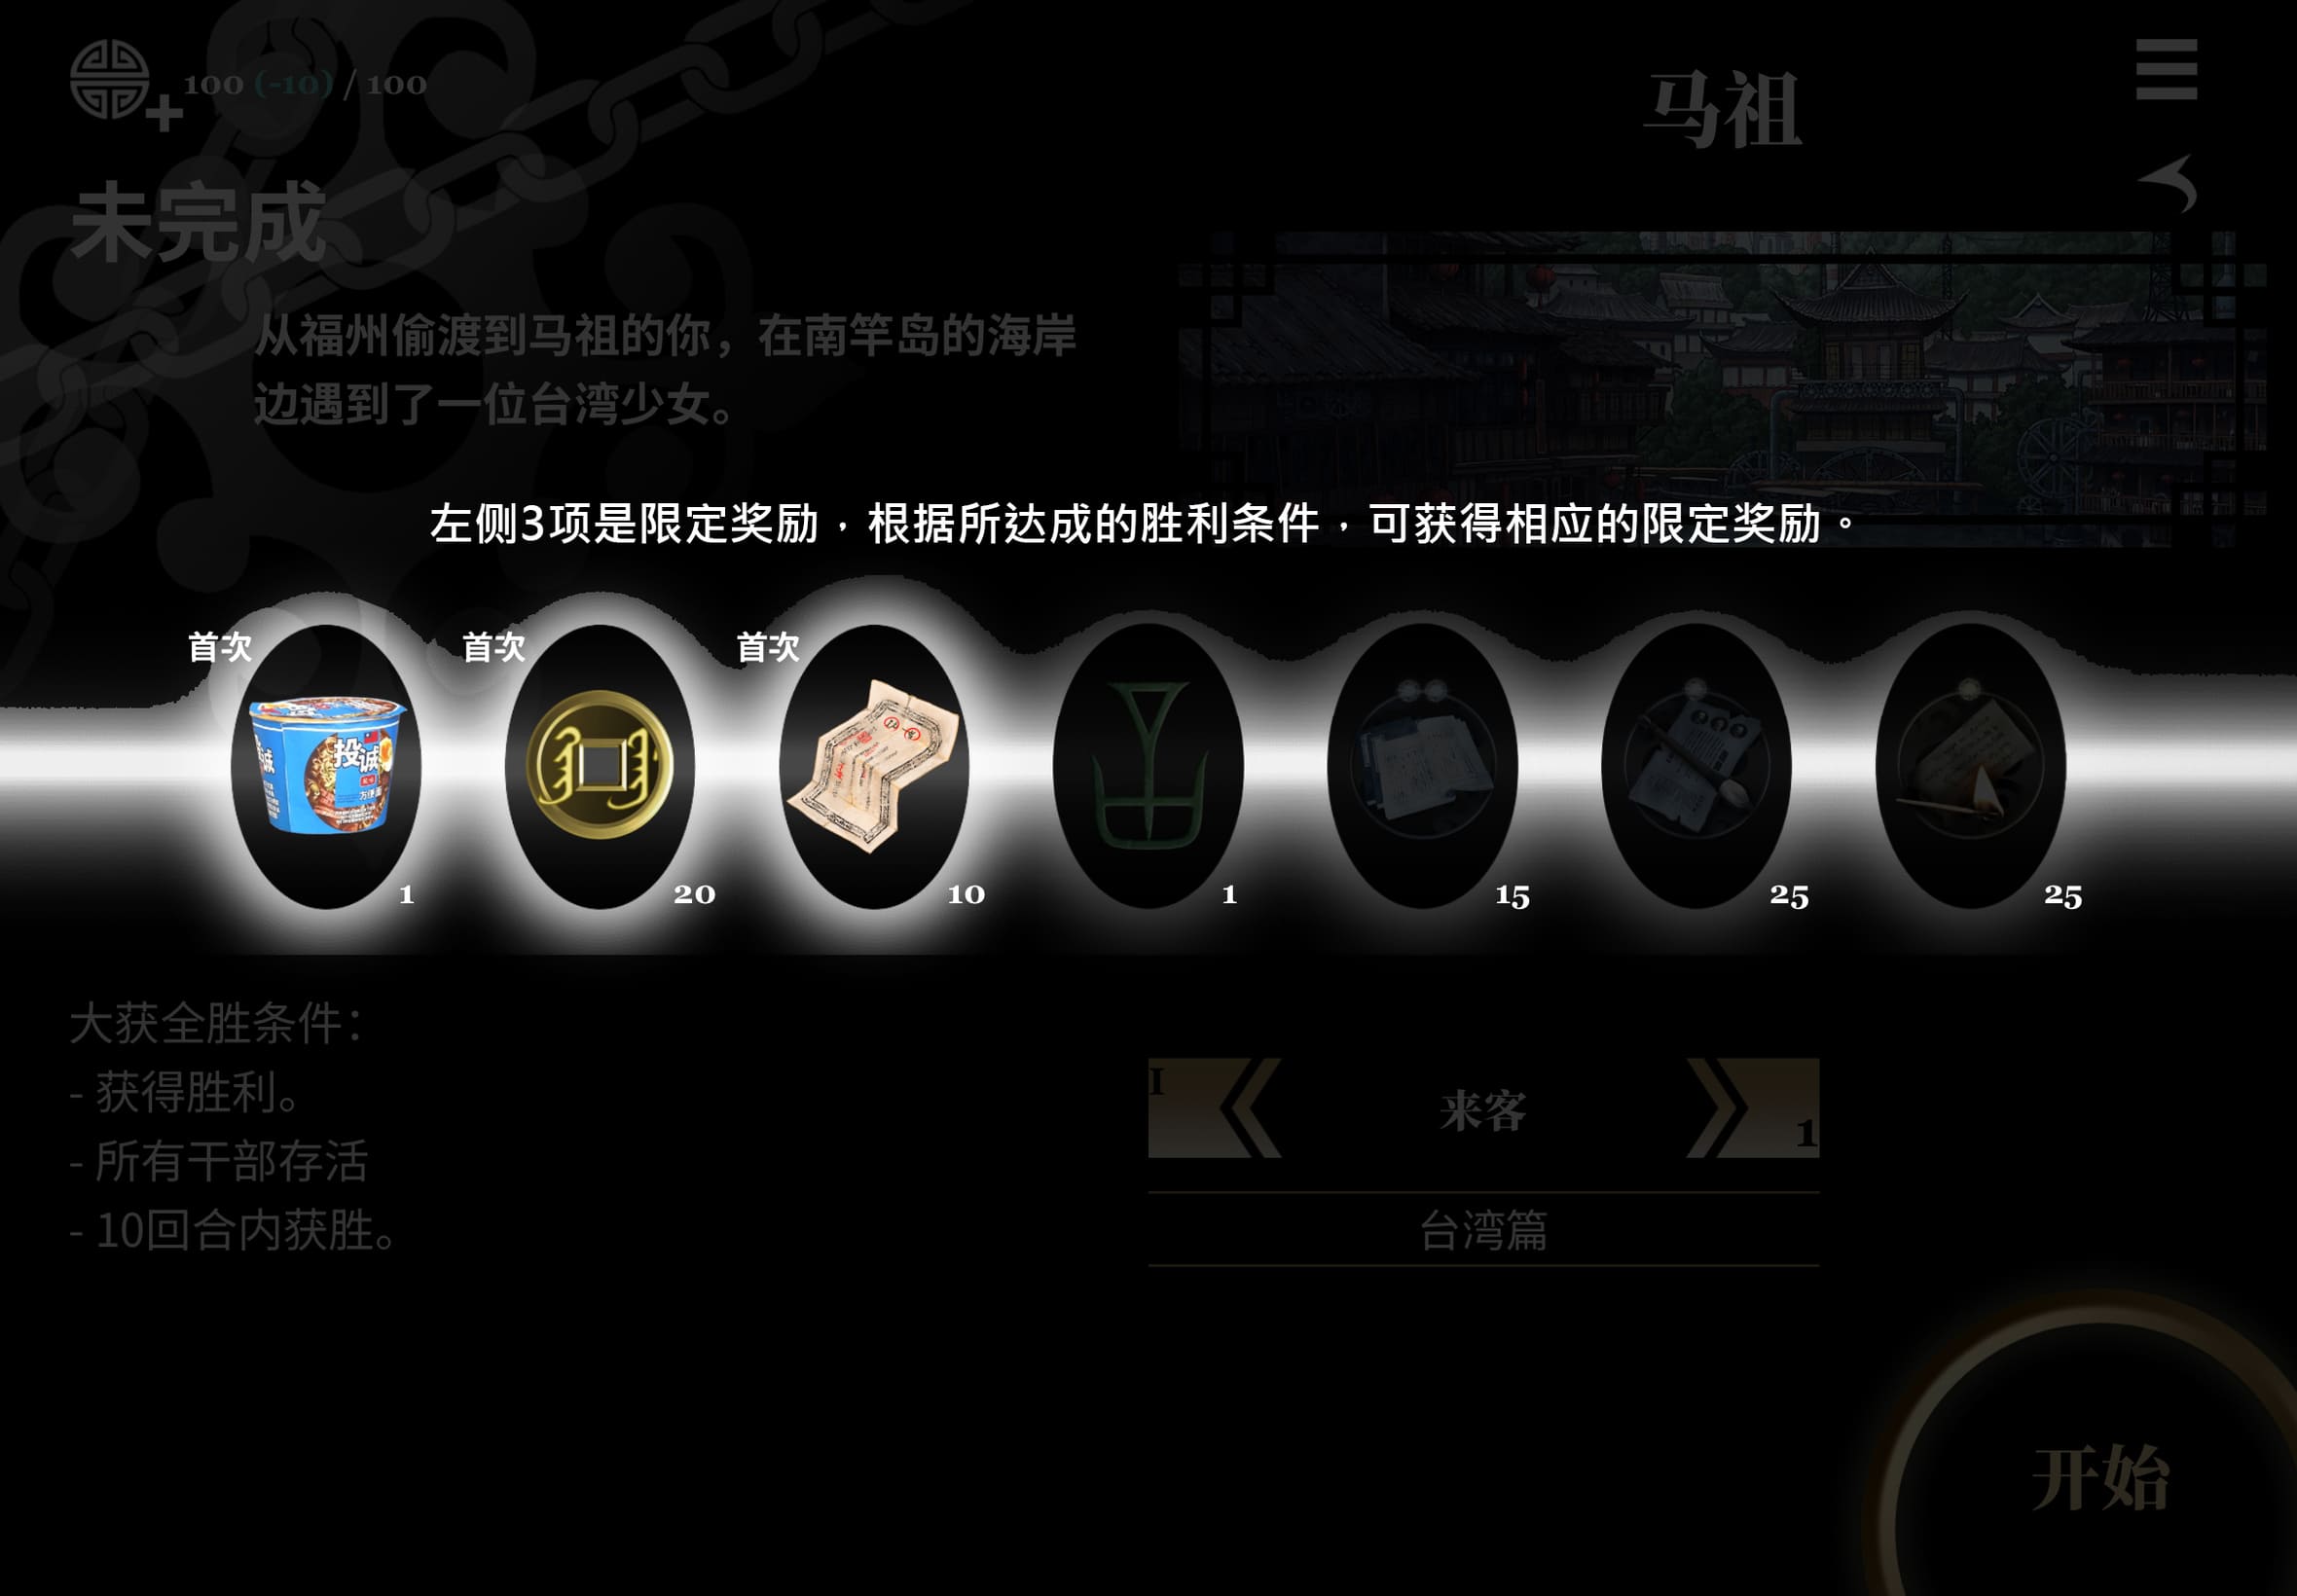 100 (-10) / 100
马祖
未完成
从福州偷渡到马祖的你，在南竿岛的海岸
边遇到了一位台湾少女。
左侧3项是限定奖励，根据所达成的胜利条件，可获得相应的限定奖励。
首次
首次
首次
投诚
方便面
1
20
10
1
15
25
25
大获全胜条件：
- 获得胜利。
- 所有干部存活
- 10回合内获胜。
I
来客
1
台湾篇
开始